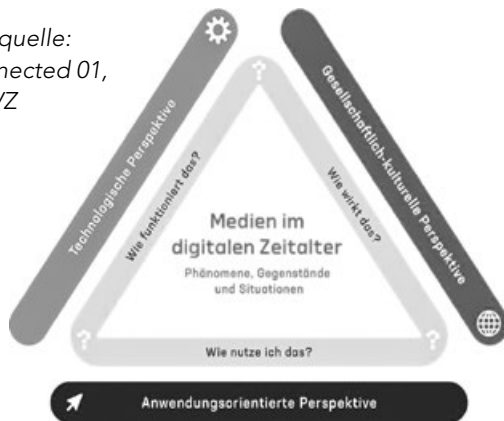 quelle:
nected 01,
VZ
Technologische Perspektive
Wie funktioniert das?
Gesellschaftlich-kulturelle Perspektive
Wie wirkt das?
Medien im
digitalen Zeitalter
Phänomene, Gegenstände
und Situationen
Wie nutze ich das?
Anwendungsorientierte Perspektive
?
?
?